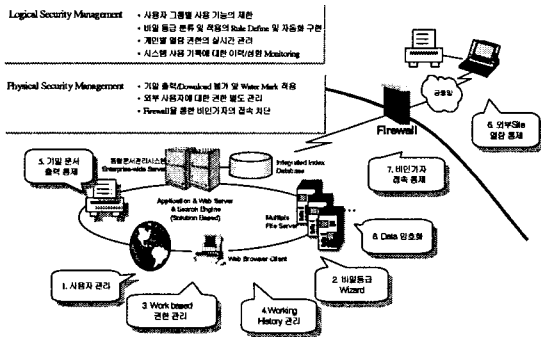 Logical Security Management
• 사용자 그룹별 사용 기능의 제한
• 비밀 등급 분류 및 적용의 Rule Define 및 자동화 구현
• 개인별 열람 권한의 실시간 관리
• 시스템 사용 기록에 대한 이력/현황 Monitoring
Physical Security Management
• 기밀 출력/Download 불가 및 Water Mark 적용
• 외부 사용자에 대한 권한 별도 관리
• Firewall을 통한 비인가자의 접속 차단
공중망
Firewall
6. 외부Site
열람 통제
5. 기밀 문서
출력 통제
Enterprise-wide Server
Integrated Index
Database
7. 비인가자
접속 통제
Application & Web Server
& Search Engine
(Solution Based)
Multiple
File Server
8. Data 암호화
Web Browser Client
1. 사용자 관리
2. 비밀등급
Wizard
3. Work based
권한 관리
4. Working
History 관리